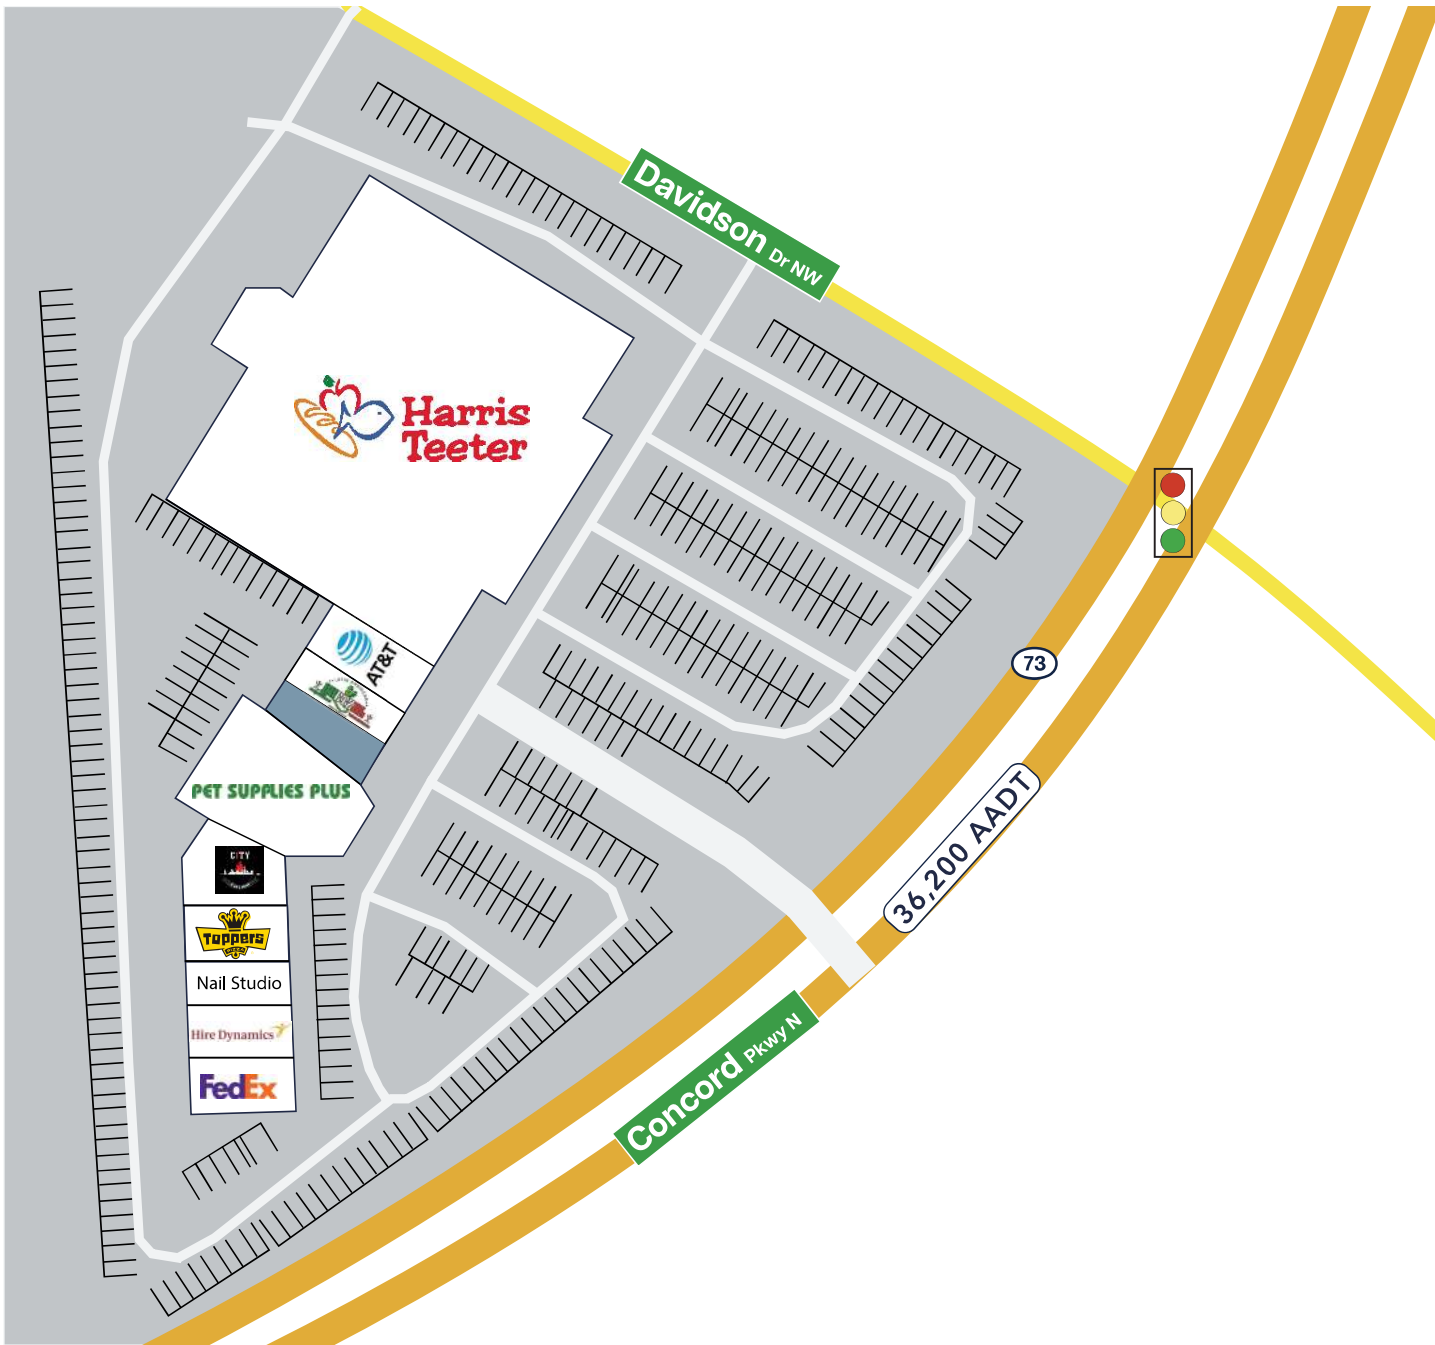 Davidson Dr NW
Harris
Teeter
AT&T
73
PET SUPPLIES PLUS
36,200 AADT
CITY
Toppers
PIZZA
Nail Studio
Hire Dynamics
Concord Pkwy N
FedEx